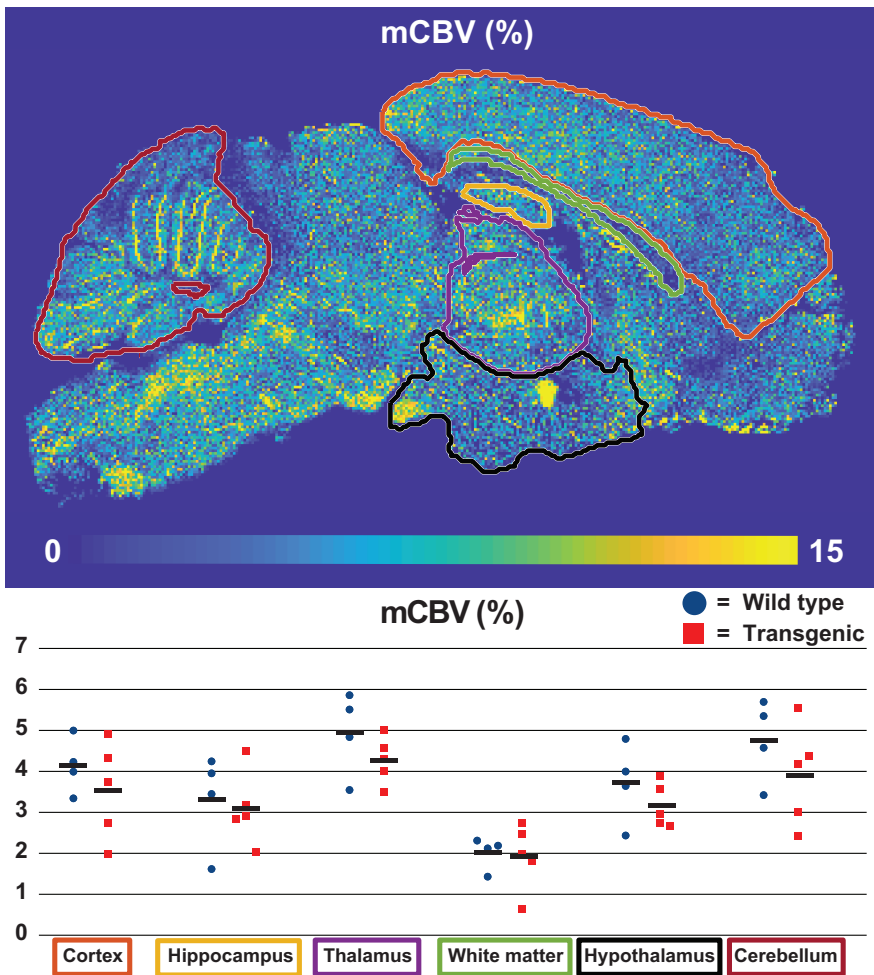 mCBV (%)
0 15
mCBV (%)
= Wild type
= Transgenic
7
6
5
4
3
2
1
0
Cortex Hippocampus Thalamus White matter Hypothalamus Cerebellum